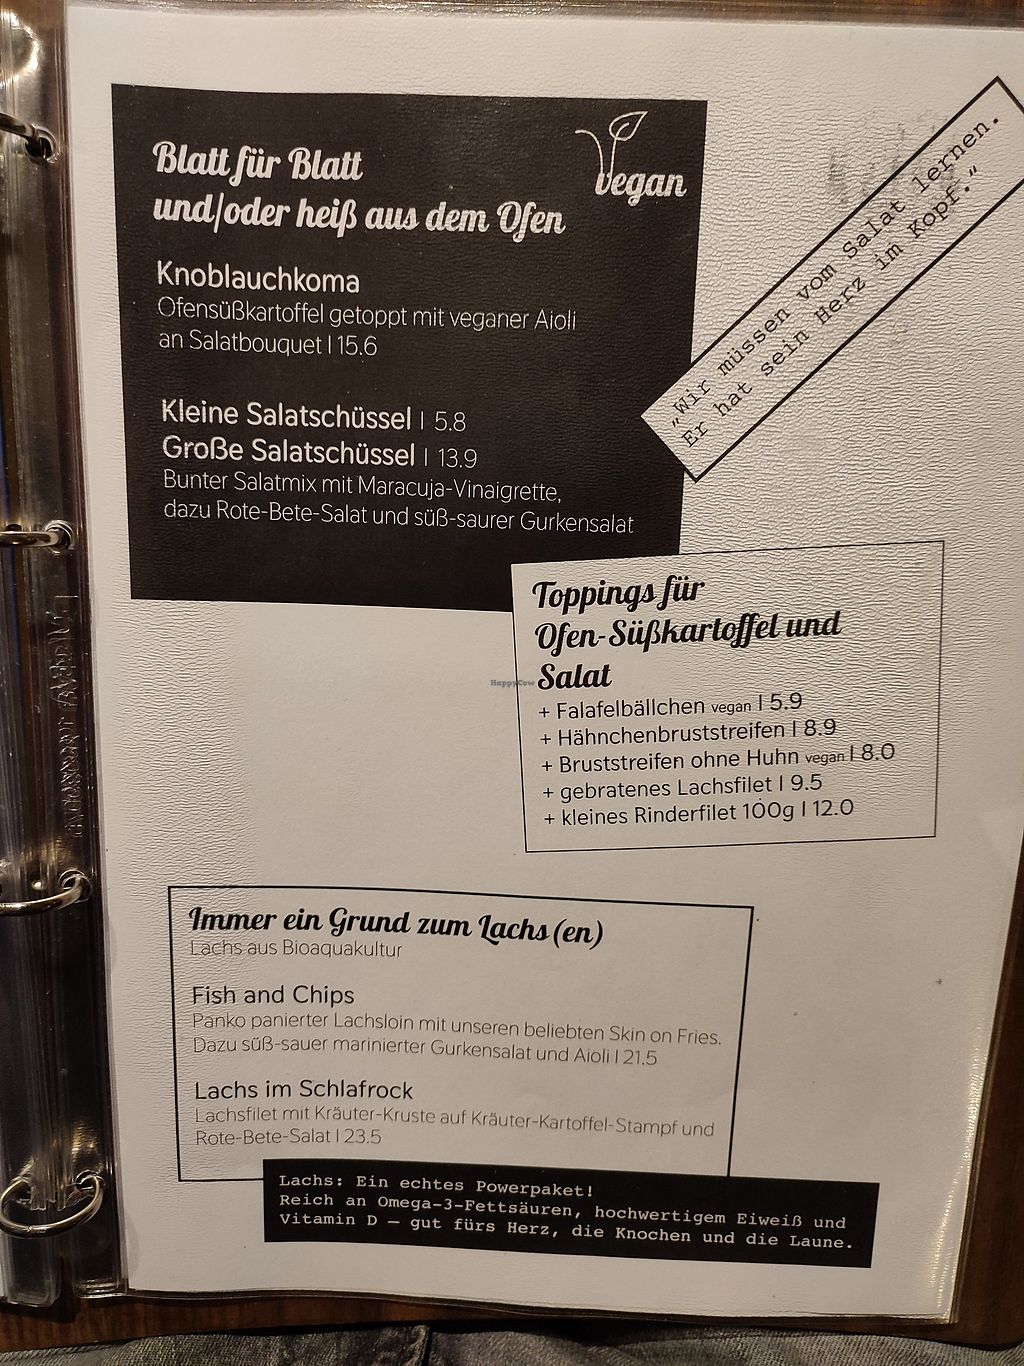 Blatt für Blatt
und/oder heiß aus dem Ofen
vegan
Knoblauchkoma
Ofensüßkartoffel getoppt mit veganer Aioli
an Salatbouquet | 15.6
Kleine Salatschüssel | 5.8
Große Salatschüssel | 13.9
Bunter Salatmix mit Maracuja-Vinaigrette,
dazu Rote-Bete-Salat und süß-saurer Gurkensalat
„Wir müssen vom Salat lernen.
Er hat sein Herz im Kopf.“
Toppings für
Ofen-Süßkartoffel und
Salat
+ Falafelbällchen vegan | 5.9
+ Hähnchenbruststreifen | 8.9
+ Bruststreifen ohne Huhn vegan | 8.0
+ gebratenes Lachsfilet | 9.5
+ kleines Rinderfilet 100g | 12.0
HappyCow
Immer ein Grund zum Lachs(en)
Lachs aus Bioaquakultur
Fish and Chips
Panko panierter Lachsloin mit unseren beliebten Skin on Fries.
Dazu süß-sauer marinierter Gurkensalat und Aioli | 21.5
Lachs im Schlafrock
Lachsfilet mit Kräuter-Kruste auf Kräuter-Kartoffel-Stampf und
Rote-Bete-Salat | 23.5
Lachs: Ein echtes Powerpaket!
Reich an Omega-3-Fettsäuren, hochwertigem Eiweiß und
Vitamin D – gut fürs Herz, die Knochen und die Laune.